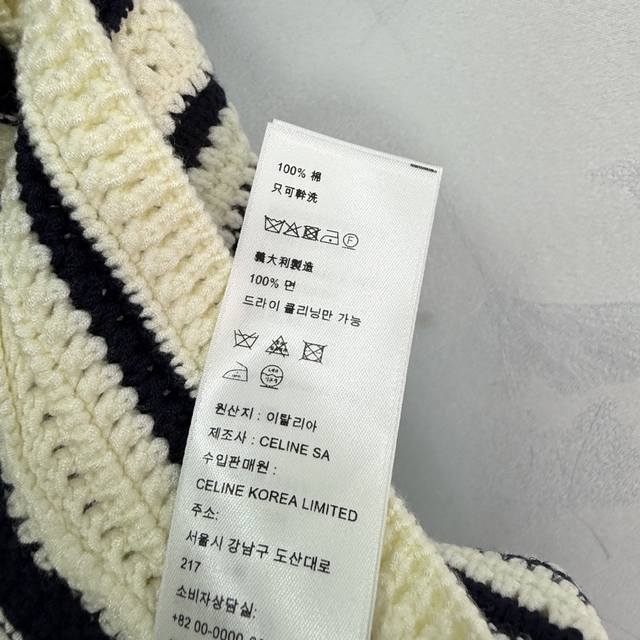 100% 棉
只可幹洗
義大利製造
100% 면
드라이 클리닝만 가능
원산지 : 이탈리아
제조사 : CELINE SA
수입판매원 :
CELINE KOREA LIMITED
주소:
서울시 강남구 도산대로
217
소비자상담실:
+82 00-0000